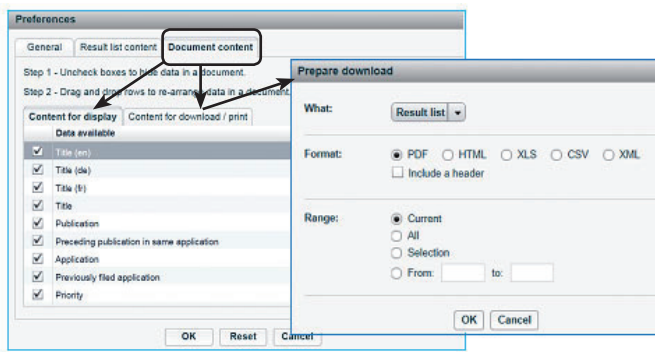 Preferences
General Result list content Document content
Step 1 - Uncheck boxes to hide data in a document.
Step 2 - Drag and drop rows to re-arrange data in a document.
Content for display Content for download / print
Data available
Title (en)
Title (de)
Title (fr)
Title
Publication
Preceding publication in same application
Application
Previously filed application
Priority
OK Reset Cancel
Prepare download
What: Result list
Format: PDF HTML XLS CSV XML
Include a header
Range: Current
All
Selection
From: to:
OK Cancel